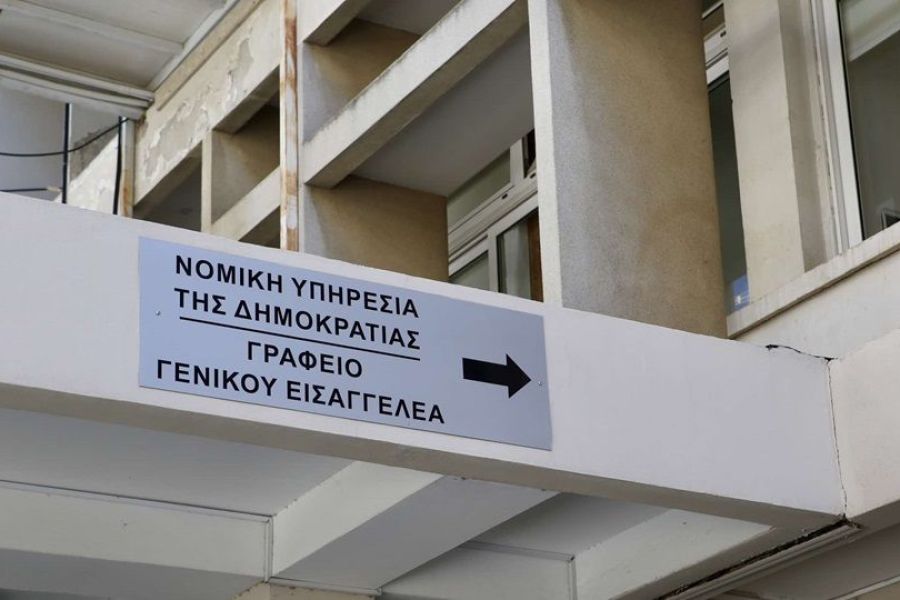 ΝΟΜΙΚΗ ΥΠΗΡΕΣΙΑ
ΤΗΣ ΔΗΜΟΚΡΑΤΙΑΣ
ΓΡΑΦΕΙΟ
ΓΕΝΙΚΟΥ ΕΙΣΑΓΓΕΛΕΑ